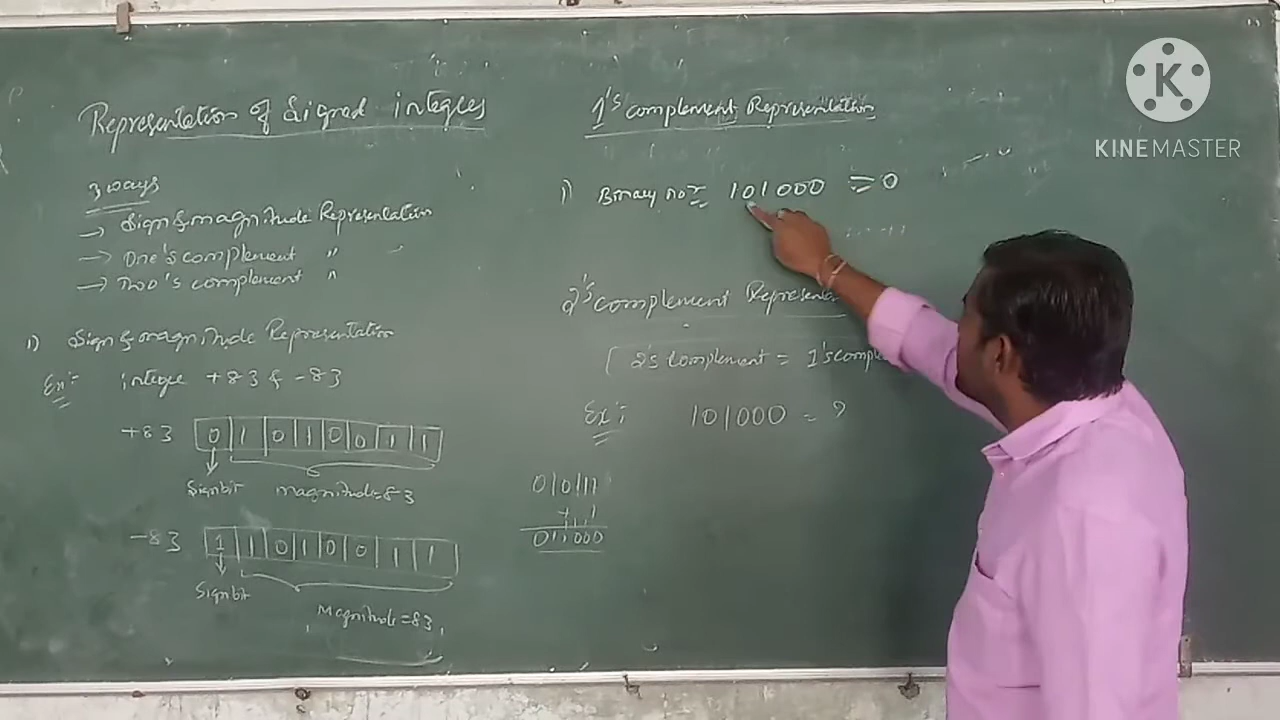 Representation of Signed integers
3 ways
→ Sign & magnitude Representation
→ One's complement "
→ Two's complement "
1) Sign & magnitude Representation
Ex:- integer +83 & -83
+83 0 1 0 1 0 0 1 1
Signbit magnitude=83
-83 1 1 0 1 0 0 1 1
Signbit
Magnitude=83
1's complement Representation
1) Binary no:- 101000 = 0
2's complement Represent
2's complement = 1's comple
Ex:- 101000 = ?
010111
+ 1
011000
KINEMASTER
K